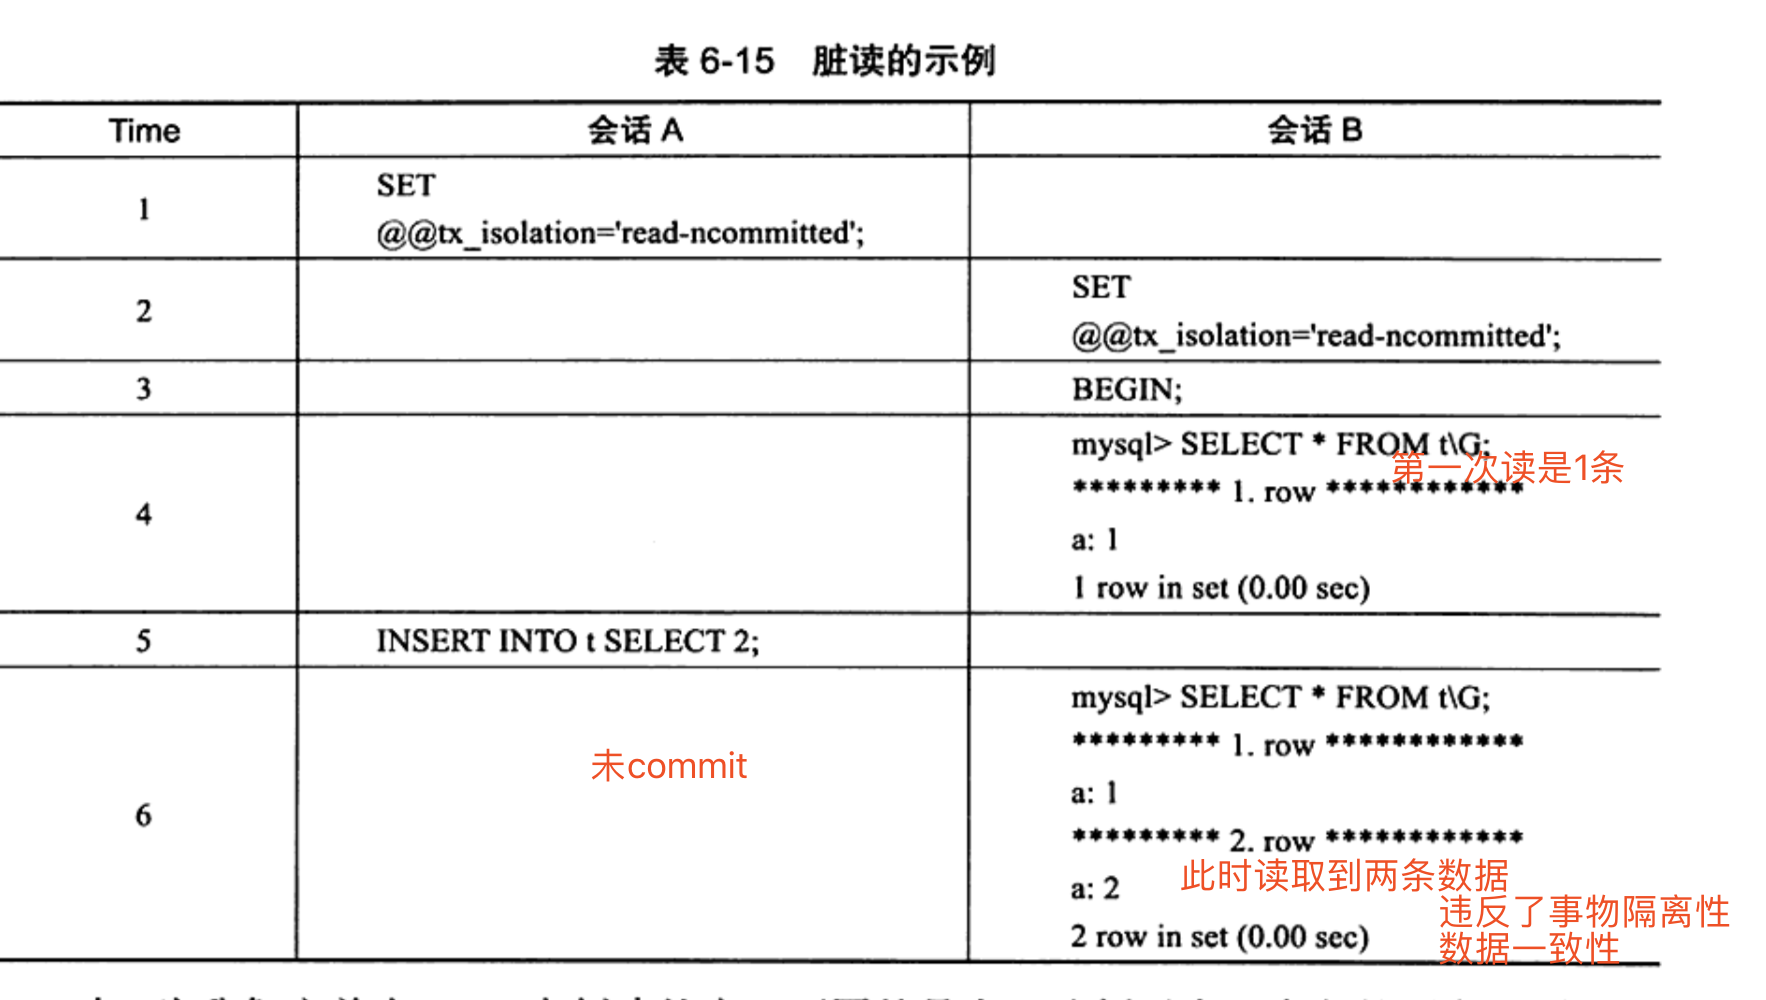 表 6-15 脏读的示例
Time 会话 A 会话 B
1
SET
@@tx_isolation='read-ncommitted';
2
SET
@@tx_isolation='read-ncommitted';
3
BEGIN;
4
mysql> SELECT * FROM t\G;
第一次读是1条
********* 1. row ************
a: 1
1 row in set (0.00 sec)
5
INSERT INTO t SELECT 2;
6
未commit
mysql> SELECT * FROM t\G;
********* 1. row ************
a: 1
********* 2. row ************
此时读取到两条数据
a: 2
违反了事物隔离性
2 row in set (0.00 sec)
数据一致性